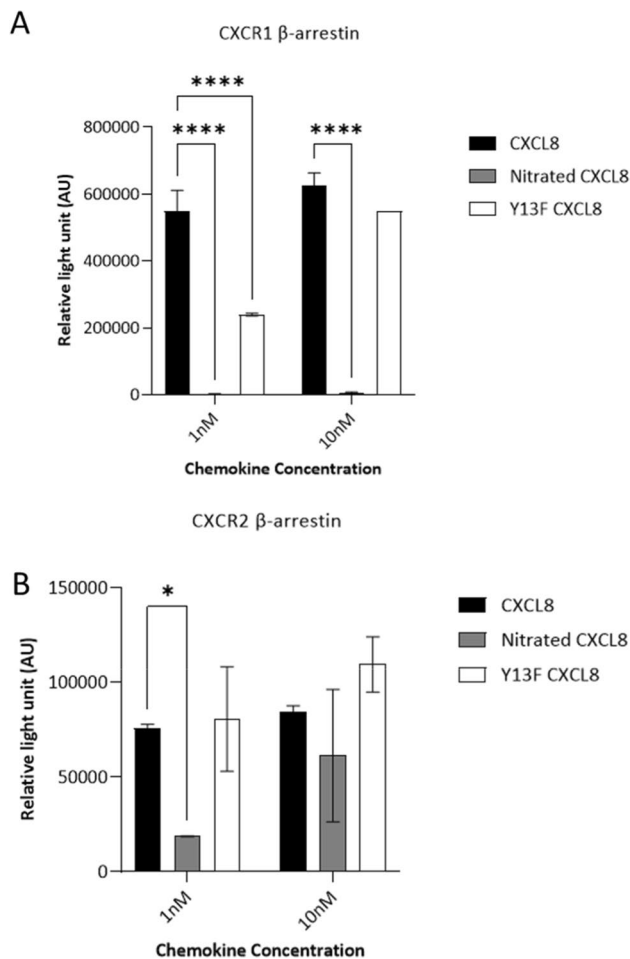 A
CXCR1 β-arrestin
****
****
****
800000
600000
400000
200000
0
Relative light unit (AU)
1nM
10nM
Chemokine Concentration
CXCL8
Nitrated CXCL8
Y13F CXCL8
CXCR2 β-arrestin
B
*
150000
100000
50000
0
Relative light unit (AU)
1nM
10nM
Chemokine Concentration
CXCL8
Nitrated CXCL8
Y13F CXCL8